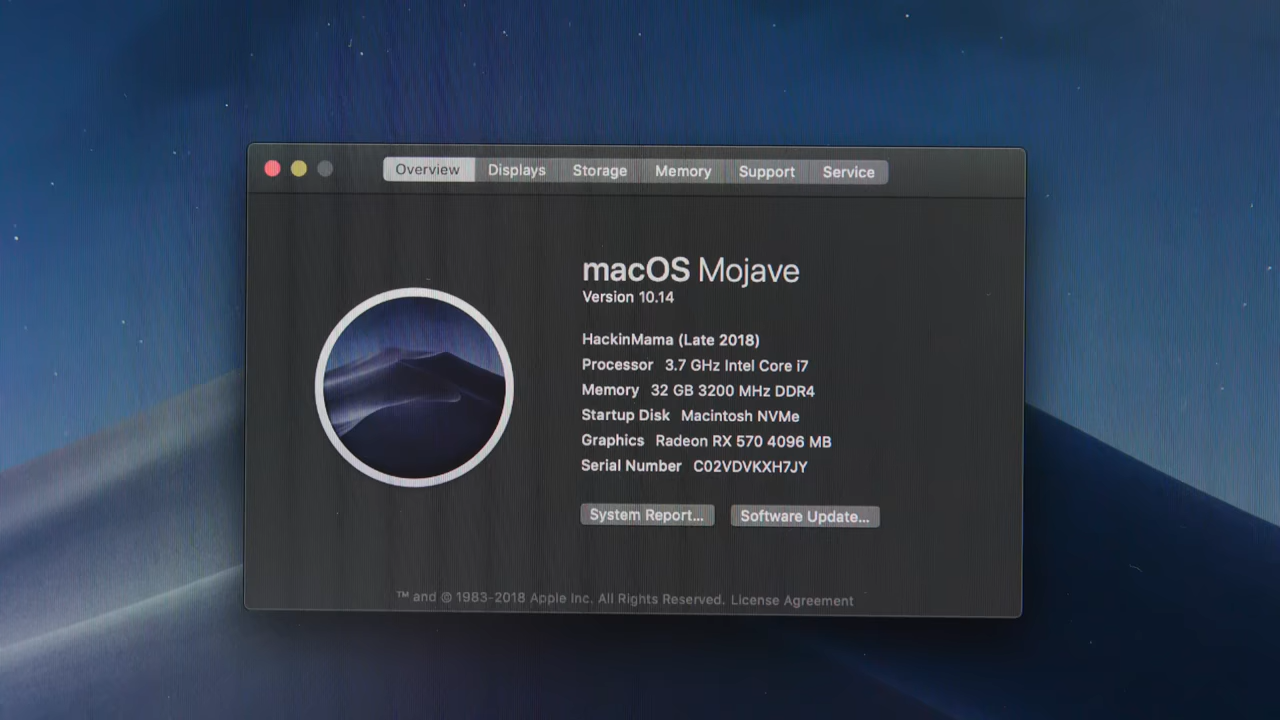 Overview Displays Storage Memory Support Service
macOS Mojave
Version 10.14
HackinMama (Late 2018)
Processor 3.7 GHz Intel Core i7
Memory 32 GB 3200 MHz DDR4
Startup Disk Macintosh NVMe
Graphics Radeon RX 570 4096 MB
Serial Number C02VDVKXH7JY
System Report... Software Update...
™ and © 1983-2018 Apple Inc. All Rights Reserved. License Agreement